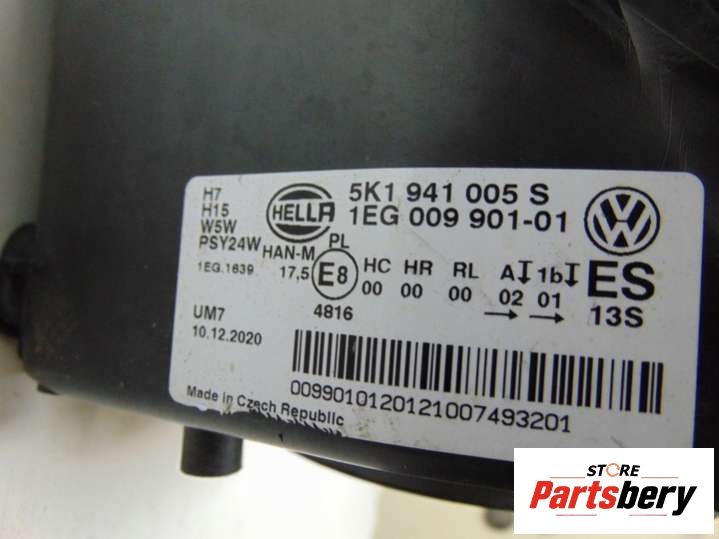 H7
H15
W5W
PSY24W
1EG.1639
HELLA
5K1 941 005 S
1EG 009 901-01
HAN-M
PL
17,5
E8
4816
HC HR RL A 1b
00 00 00 02 01
ES
13S
UM7
10.12.2020
00990101201210074932​01
Made in Czech Republic
STORE
Partsbery